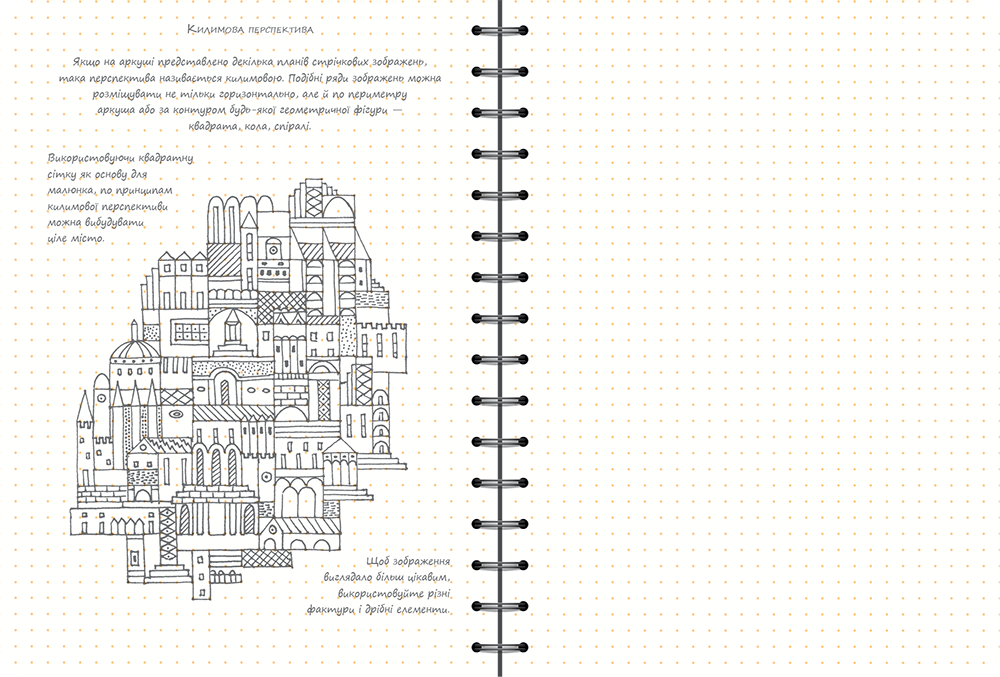 Килимова перспектива
Якщо на аркуші представлено декілька планів стрічкових зображень,
така перспектива називається килимовою. Подібні ряди зображень можна
розміщувати не тільки горизонтально, але й по периметру
аркуша або за контуром будь-якої геометричної фігури —
квадрата, кола, спіралі.
Використовуючи квадратну
сітку як основу для
малюнка, по принципам
килимової перспективи
можна вибудувати
ціле місто.
Щоб зображення
виглядало більш цікавим,
використовуйте різні
фактури і дрібні елементи.